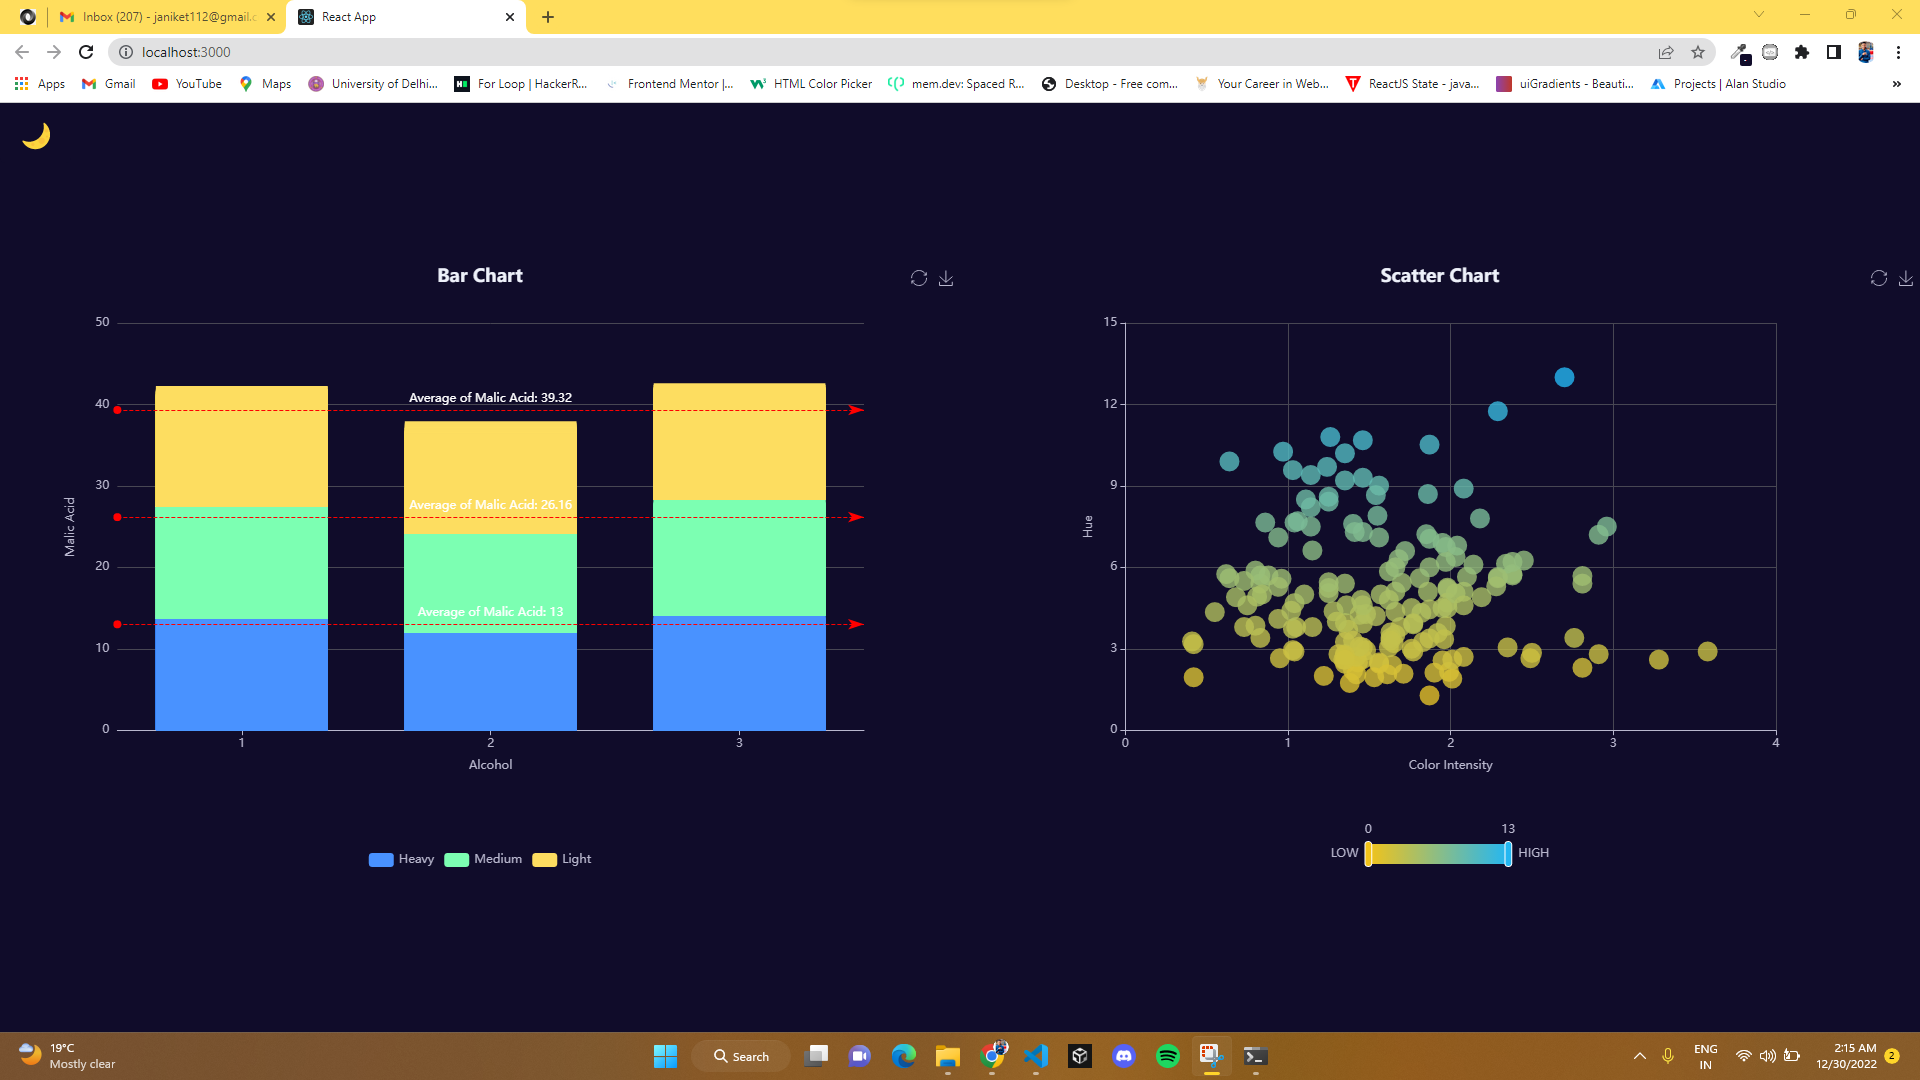 Inbox (207) - janiket112@gmail.c
React App
localhost:3000
Apps
Gmail
YouTube
Maps
University of Delhi...
For Loop | HackerR...
Frontend Mentor |...
HTML Color Picker
mem.dev: Spaced R...
Desktop - Free com...
Your Career in Web...
ReactJS State - java...
uiGradients - Beauti...
Projects | Alan Studio
»
Bar Chart
50
40
30
20
10
0
Malic Acid
Average of Malic Acid: 39.32
Average of Malic Acid: 26.16
Average of Malic Acid: 13
1 2 3
Alcohol
Heavy Medium Light
Scatter Chart
15
12
9
6
3
0
Hue
0 1 2 3 4
Color Intensity
0 13
LOW HIGH
19°C
Mostly clear
Search
ENG
IN
2:15 AM
12/30/2022
2